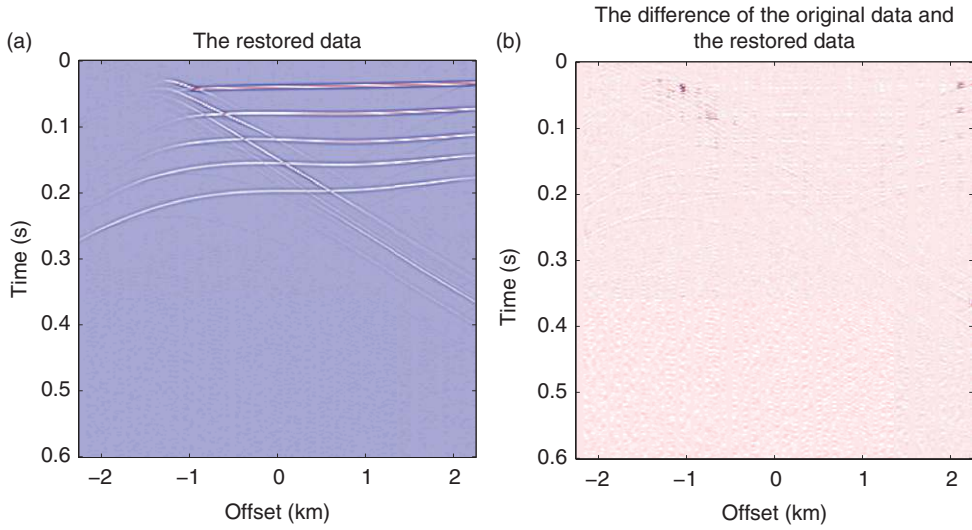 (a)
The restored data
0
0.1
0.2
0.3
0.4
0.5
0.6
Time (s)
−2
−1
0
1
2
Offset (km)
(b)
The difference of the original data and
the restored data
0
0.1
0.2
0.3
0.4
0.5
0.6
Time (s)
−2
−1
0
1
2
Offset (km)